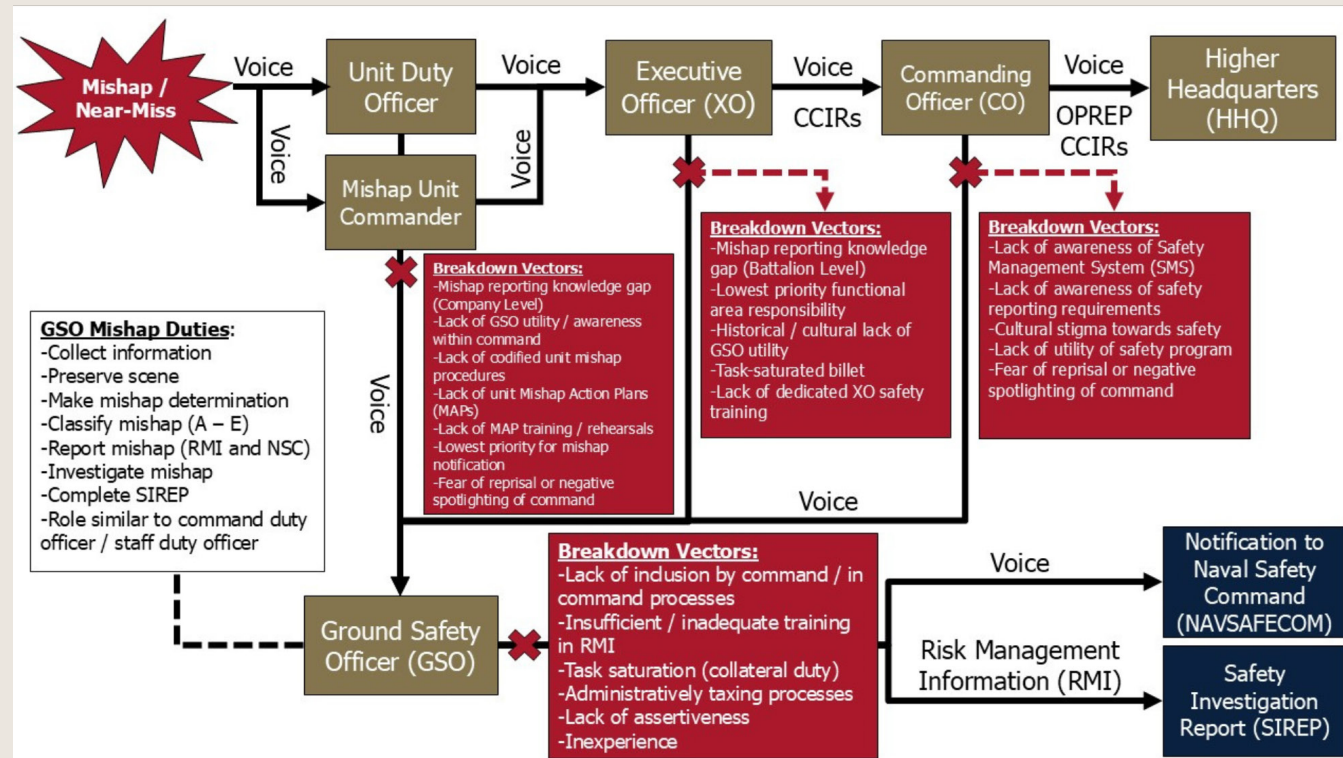 Mishap /
Near-Miss
Voice
Voice
Unit Duty
Officer
Mishap Unit
Commander
Voice
Voice
Executive
Officer (XO)
Voice
CCIRs
Commanding
Officer (CO)
Voice
OPREP
CCIRs
Higher
Headquarters
(HHQ)
GSO Mishap Duties:
-Collect information
-Preserve scene
-Make mishap determination
-Classify mishap (A – E)
-Report mishap (RMI and NSC)
-Investigate mishap
-Complete SIREP
-Role similar to command duty
officer / staff duty officer
Voice
Breakdown Vectors:
-Mishap reporting knowledge gap
(Company Level)
-Lack of GSO utility / awareness
within command
-Lack of codified unit mishap
procedures
-Lack of unit Mishap Action Plans
(MAPs)
-Lack of MAP training / rehearsals
-Lowest priority for mishap
notification
-Fear of reprisal or negative
spotlighting of command
Breakdown Vectors:
-Mishap reporting knowledge
gap (Battalion Level)
-Lowest priority functional
area responsibility
-Historical / cultural lack of
GSO utility
-Task-saturated billet
-Lack of dedicated XO safety
training
Breakdown Vectors:
-Lack of awareness of Safety
Management System (SMS)
-Lack of awareness of safety
reporting requirements
-Cultural stigma towards safety
-Lack of utility of safety program
-Fear of reprisal or negative
spotlighting of command
Voice
Ground Safety
Officer (GSO)
Breakdown Vectors:
-Lack of inclusion by command / in
command processes
-Insufficient / inadequate training
in RMI
-Task saturation (collateral duty)
-Administratively taxing processes
-Lack of assertiveness
-Inexperience
Voice
Risk Management
Information (RMI)
Notification to
Naval Safety
Command
(NAVSAFECOM)
Safety
Investigation
Report (SIREP)